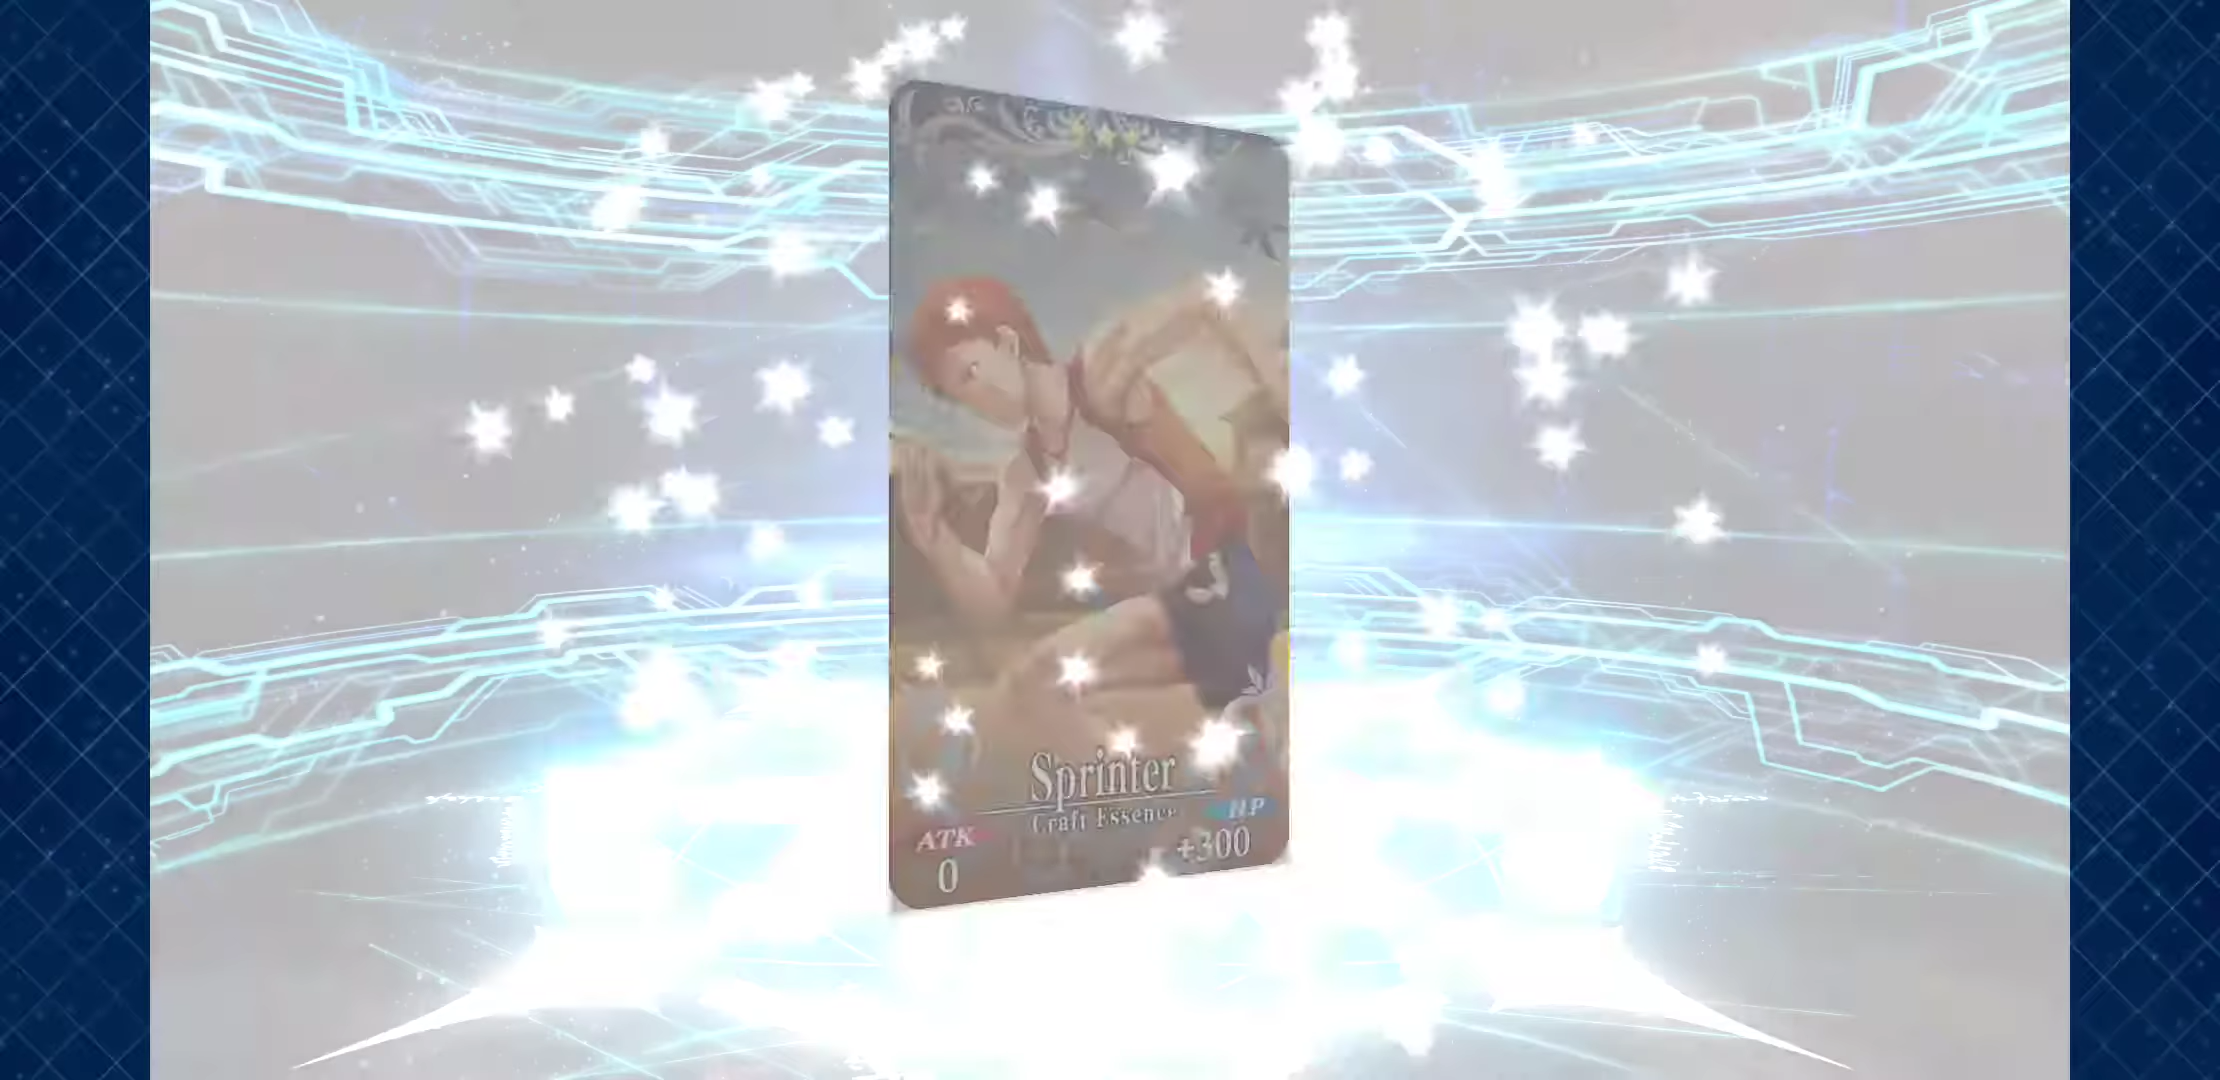 Sprinter
Craft Essence
ATK
HP
0
+300